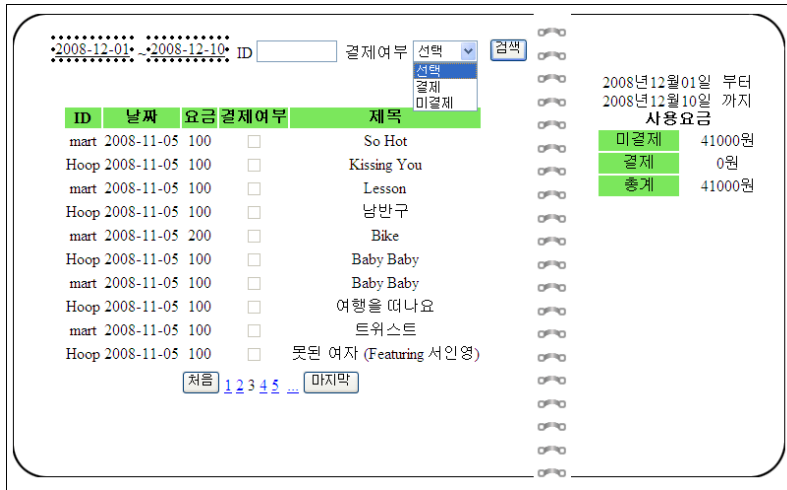 2008-12-01 ~ 2008-12-10 ID 결제여부 선택 검색
선택
결제
미결제
ID 날짜 요금 결제여부 제목
mart 2008-11-05 100 So Hot
Hoop 2008-11-05 100 Kissing You
mart 2008-11-05 100 Lesson
Hoop 2008-11-05 100 남반구
mart 2008-11-05 200 Bike
Hoop 2008-11-05 100 Baby Baby
mart 2008-11-05 100 Baby Baby
Hoop 2008-11-05 100 여행을 떠나요
mart 2008-11-05 100 트위스트
Hoop 2008-11-05 100 못된 여자 (Featuring 서인영)
처음 1 2 3 4 5 ... 마지막
2008년12월01일 부터
2008년12월10일 까지
사용요금
미결제 41000원
결제 0원
총계 41000원